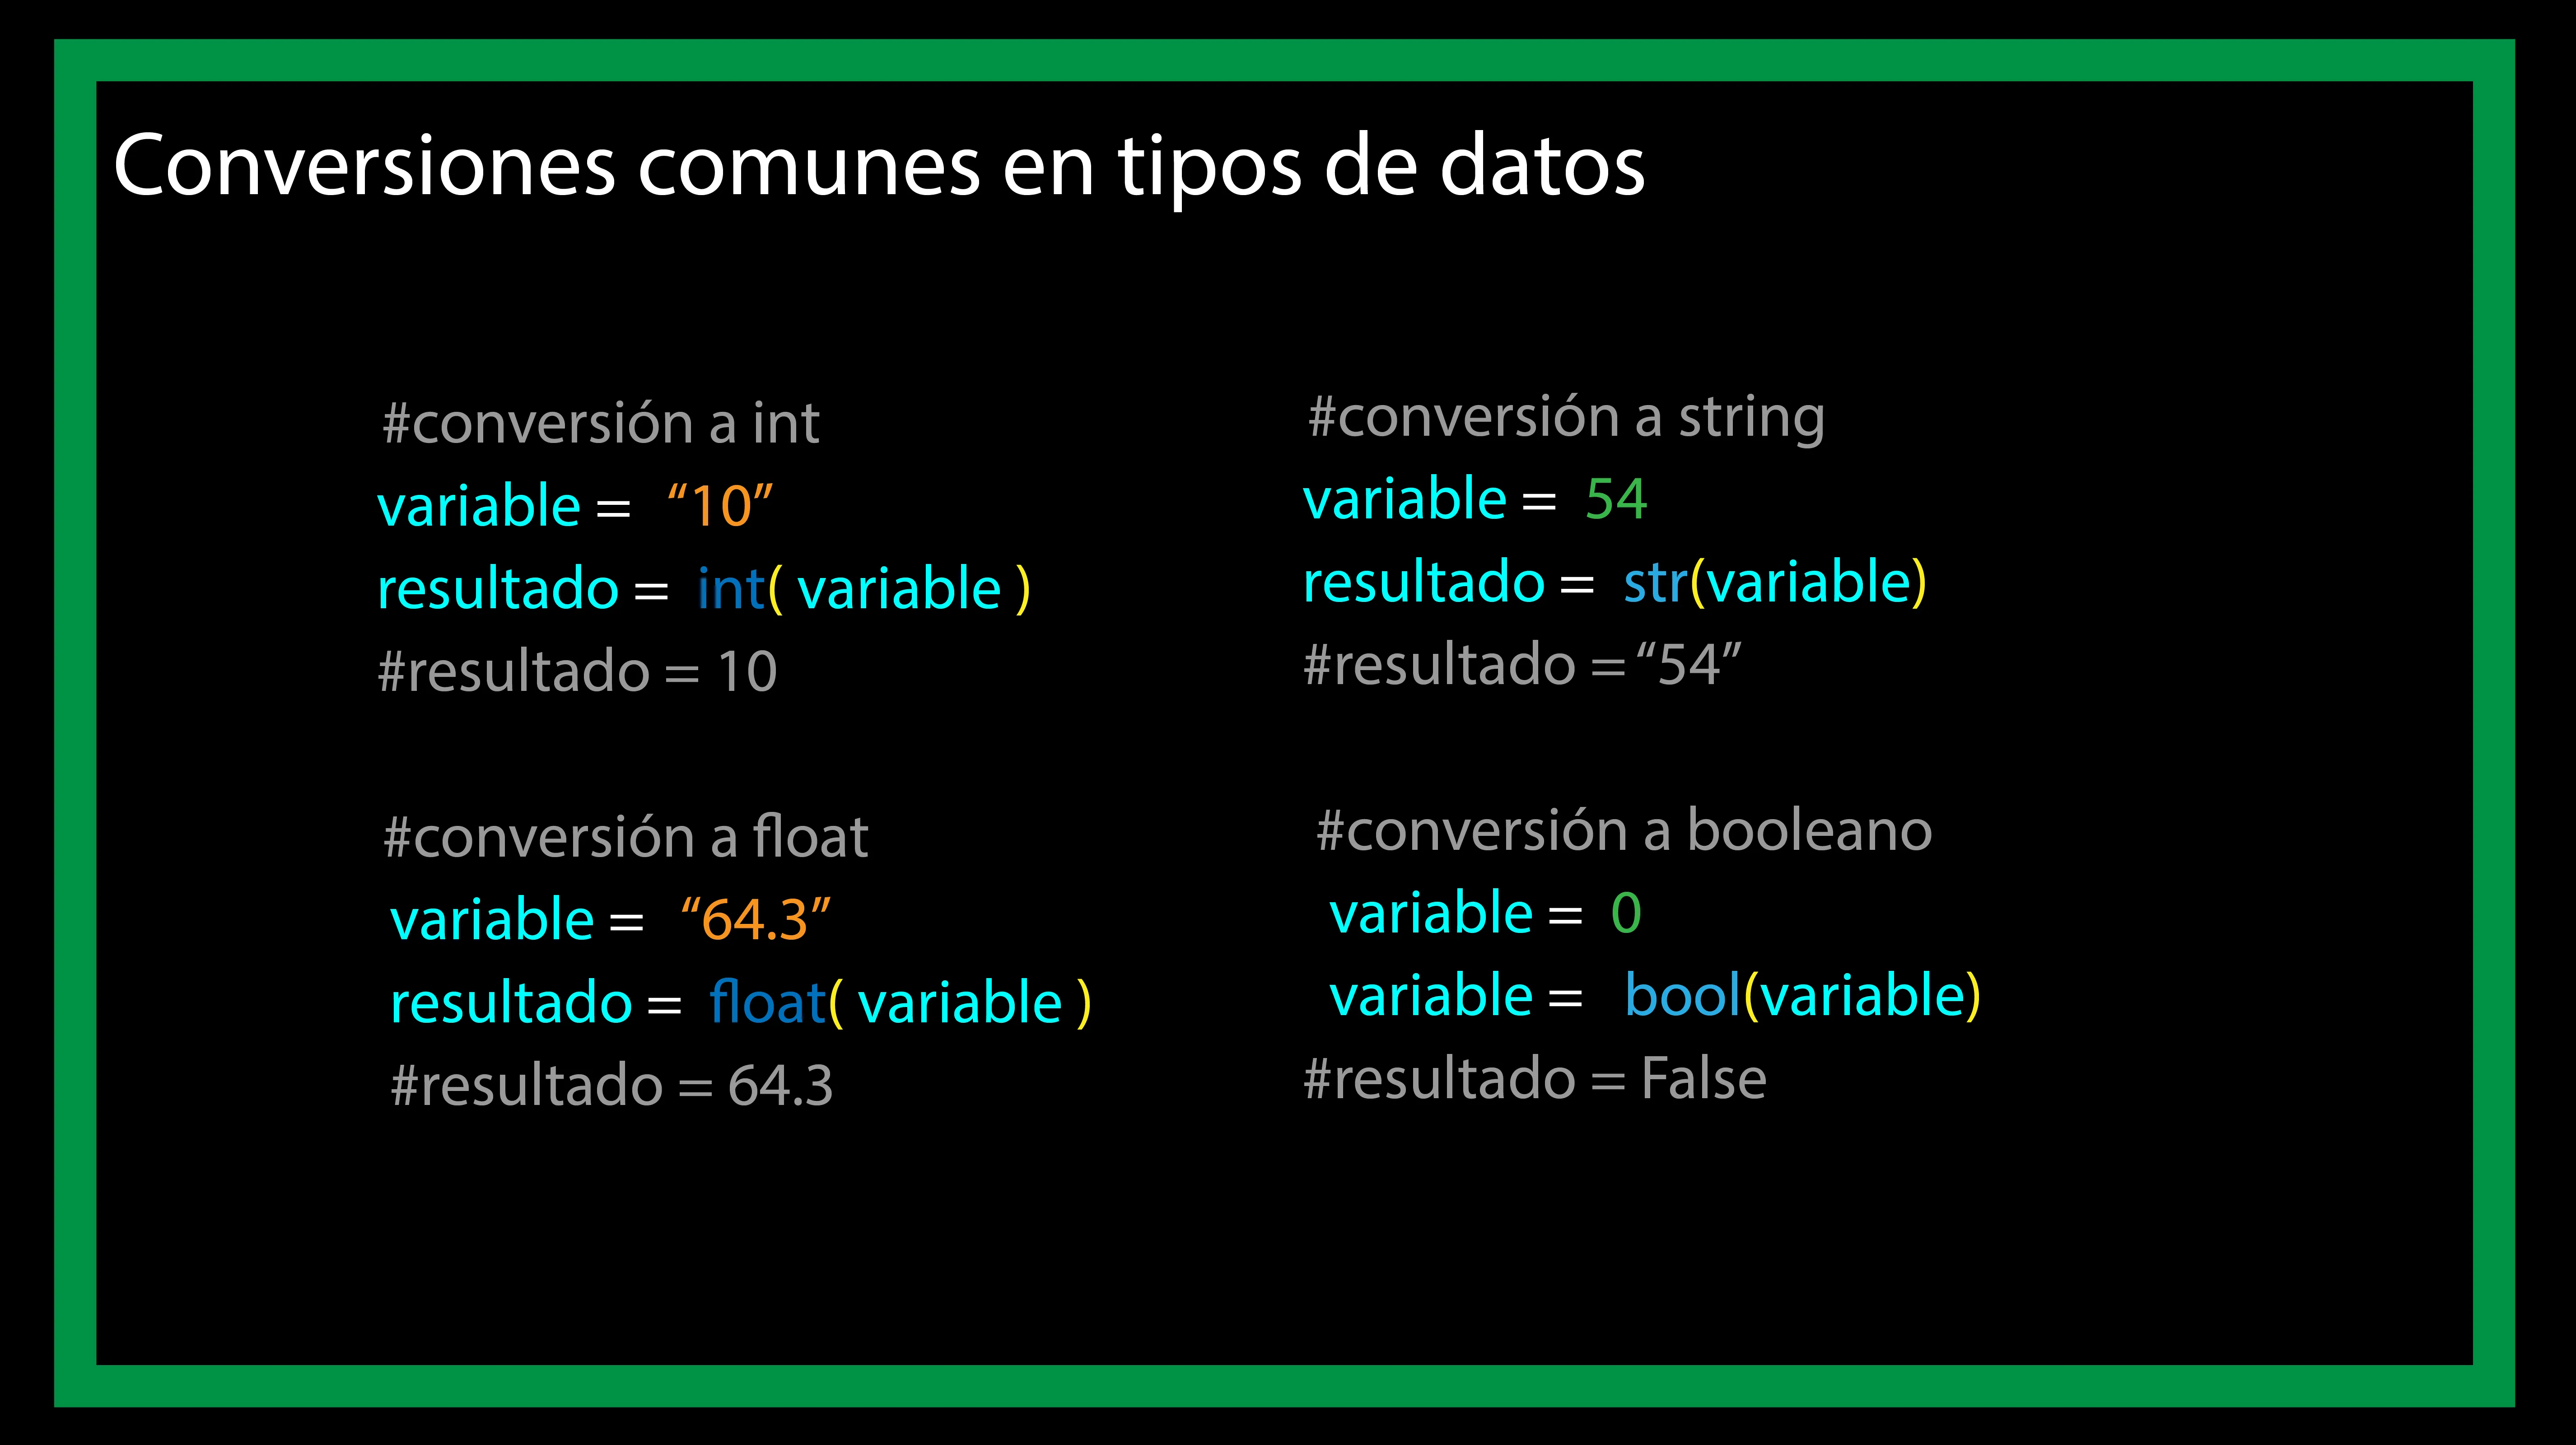 Conversiones comunes en tipos de datos
#conversión a int
variable = “10”
resultado = int( variable )
#resultado = 10
#conversión a float
variable = “64.3”
resultado = float( variable )
#resultado = 64.3
#conversión a string
variable = 54
resultado = str(variable)
#resultado = “54”
#conversión a booleano
variable = 0
variable = bool(variable)
#resultado = False